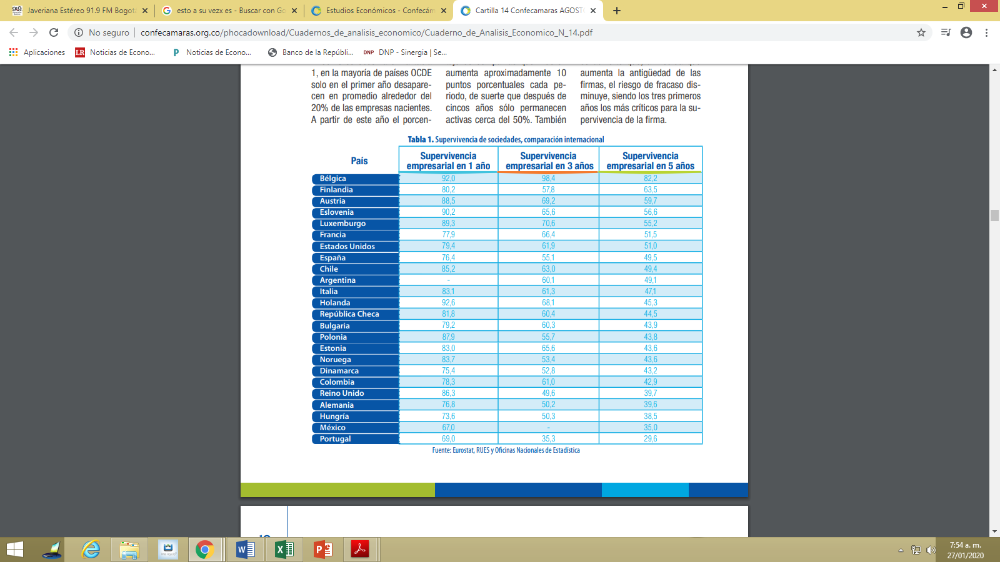 Javeriana Estéreo 91.9 FM Bogotá
esto a su vezx es - Buscar con Go
Estudios Económicos - Confecám
Cartilla 14 Confecamaras AGOSTO
No seguro | confecamaras.org.co/phocadownload/Cuadernos_de_analisis_economico/Cuaderno_de_Analisis_Economico_N_14.pdf
Aplicaciones
LR Noticias de Econo...
P Noticias de Econo...
Banco de la Repúbli...
DNP DNP - Sinergia | Se...
1, en la mayoría de países OCDE
solo en el primer año desapare-
cen en promedio alrededor del
20% de las empresas nacientes.
A partir de este año el porcen-
aumenta aproximadamente 10
puntos porcentuales cada pe-
riodo, de suerte que después de
cincos años sólo permanecen
activas cerca del 50%. También
aumenta la antigüedad de las
firmas, el riesgo de fracaso dis-
minuye, siendo los tres primeros
años los más críticos para la su-
pervivencia de la firma.
Tabla 1. Supervivencia de sociedades, comparación internacional
País
Supervivencia
empresarial en 1 año
Supervivencia
empresarial en 3 años
Supervivencia
empresarial en 5 años
Bélgica 92,0 98,4 82,2
Finlandia 80,2 57,8 63,5
Austria 88,5 69,2 59,7
Eslovenia 90,2 65,6 56,6
Luxemburgo 89,3 70,6 55,2
Francia 77,9 66,4 51,5
Estados Unidos 79,4 61,9 51,0
España 76,4 55,1 49,5
Chile 85,2 63,0 49,4
Argentina - 60,1 49,1
Italia 83,1 61,3 47,1
Holanda 92,6 68,1 45,3
República Checa 81,8 60,4 44,5
Bulgaria 79,2 60,3 43,9
Polonia 87,9 55,7 43,8
Estonia 83,0 65,6 43,6
Noruega 83,7 53,4 43,6
Dinamarca 75,4 52,8 43,2
Colombia 78,3 61,0 42,9
Reino Unido 86,3 49,6 39,7
Alemania 76,8 50,2 39,6
Hungría 73,6 50,3 38,5
México 67,0 - 35,0
Portugal 69,0 35,3 29,6
Fuente: Eurostat, RUES y Oficinas Nacionales de Estadística
7:54 a. m.
27/01/2020